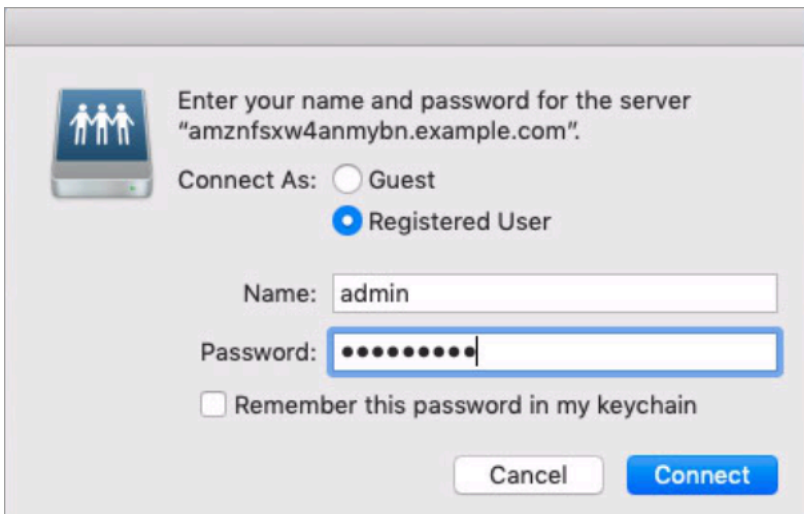 Enter your name and password for the server
“amznfsxw4anmybn.example.com”.
Connect As: Guest
Registered User
Name: admin
Password: •••••••••
Remember this password in my keychain
Cancel Connect